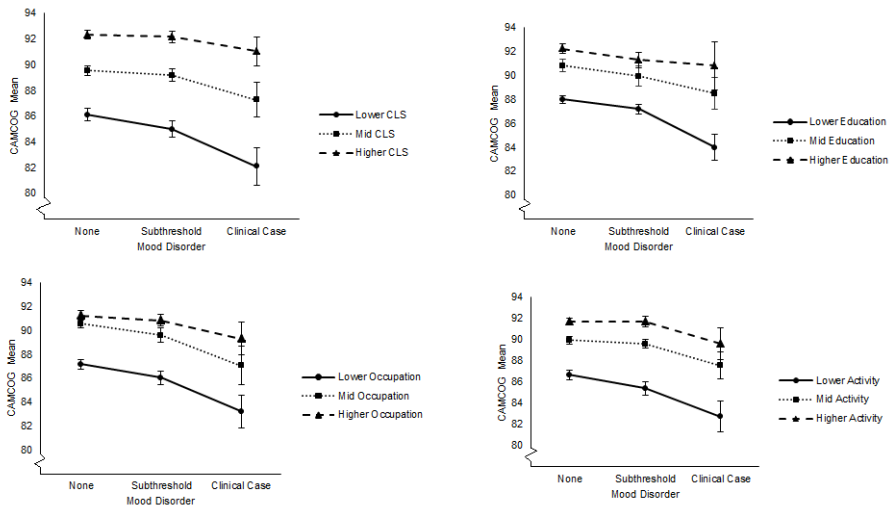 94
92
90
88
86
84
82
80
CAMCOG Mean
None Subthreshold Clinical Case
Mood Disorder
Lower CLS
Mid CLS
Higher CLS
94
92
90
88
86
84
82
80
CAMCOG Mean
None Subthreshold Clinical Case
Mood Disorder
Lower Education
Mid Education
Higher Education
94
92
90
88
86
84
82
80
CAMCOG Mean
None Subthreshold Clinical Case
Mood Disorder
Lower Occupation
Mid Occupation
Higher Occupation
94
92
90
88
86
84
82
80
CAMCOG Mean
None Subthreshold Clinical Case
Mood Disorder
Lower Activity
Mid Activity
Higher Activity